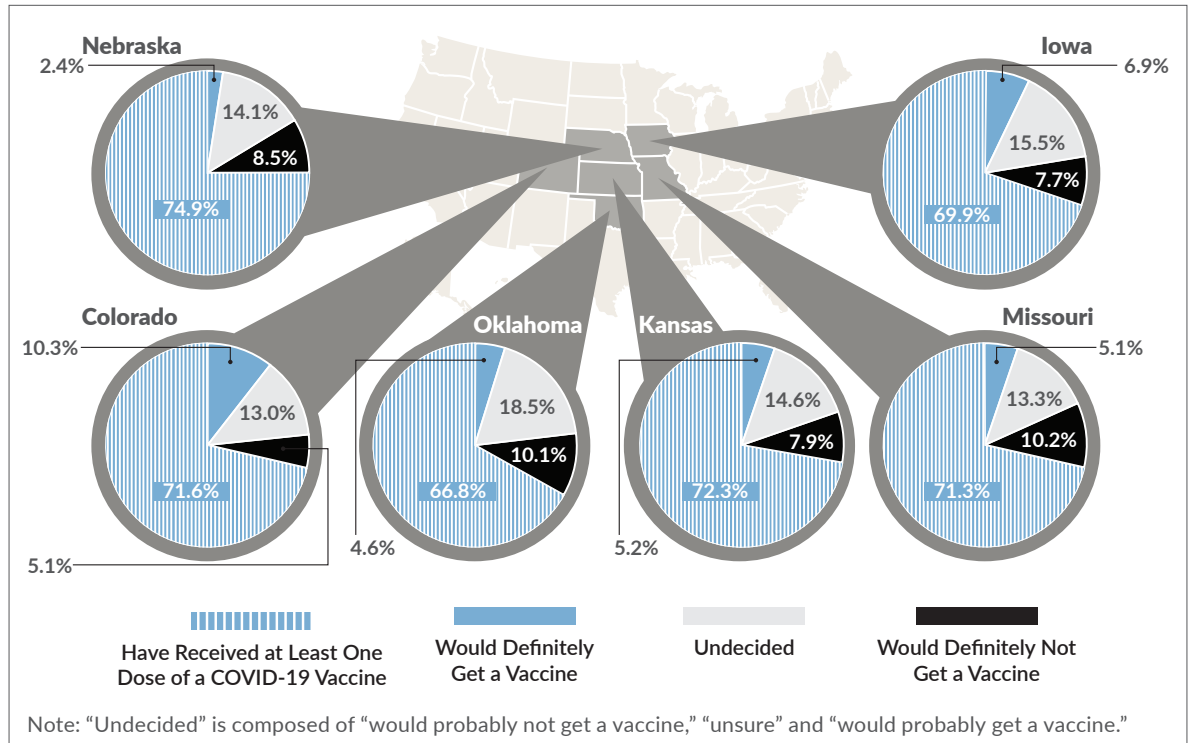 Nebraska
2.4%
14.1%
8.5%
74.9%
Iowa
6.9%
15.5%
7.7%
69.9%
Colorado
10.3%
13.0%
71.6%
5.1%
Oklahoma
18.5%
10.1%
66.8%
4.6%
Kansas
14.6%
7.9%
72.3%
5.2%
Missouri
5.1%
13.3%
10.2%
71.3%
Have Received at Least One
Dose of a COVID-19 Vaccine
Would Definitely
Get a Vaccine
Undecided
Would Definitely Not
Get a Vaccine
Note: “Undecided” is composed of “would probably not get a vaccine,” “unsure” and “would probably get a vaccine.”